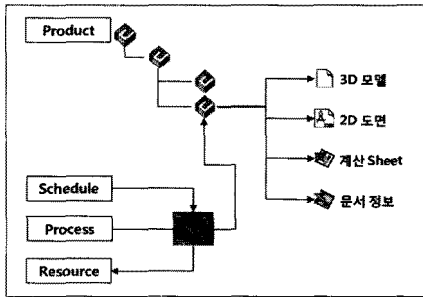 Product
3D 모델
2D 도면
계산 Sheet
문서 정보
Schedule
Process
Resource